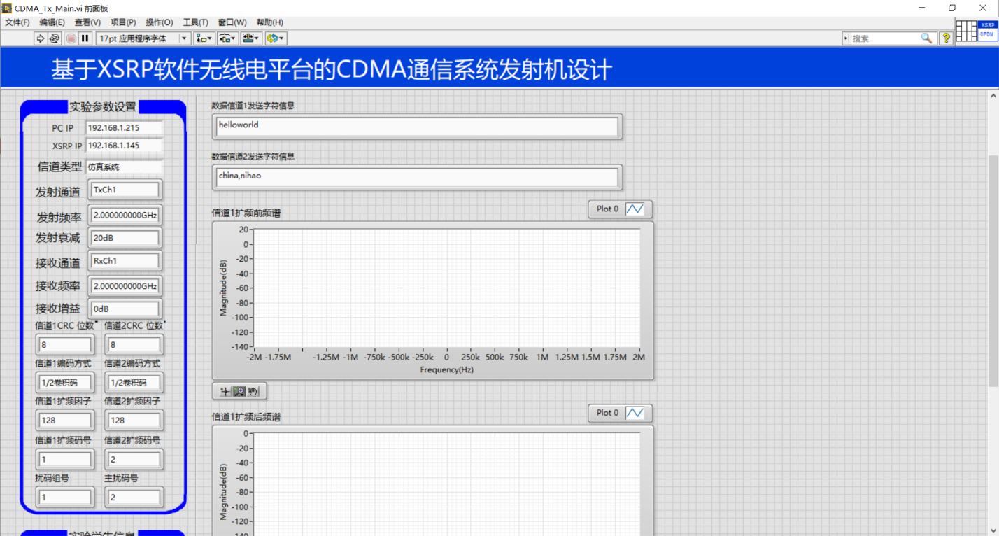 CDMA_Tx_Main.vi 前面板
文件(F) 编辑(E) 查看(V) 项目(P) 操作(O) 工具(T) 窗口(W) 帮助(H)
17pt 应用程序字体
搜索
XSRP
OFDM
基于XSRP软件无线电平台的CDMA通信系统发射机设计
实验参数设置
PC IP 192.168.1.215
XSRP IP 192.168.1.145
信道类型 仿真系统
发射通道 TxCh1
发射频率 2.000000000GHz
发射衰减 20dB
接收通道 RxCh1
接收频率 2.000000000GHz
接收增益 0dB
信道1CRC 位数 信道2CRC 位数
8 8
信道1编码方式 信道2编码方式
1/2卷积码 1/2卷积码
信道1扩频因子 信道2扩频因子
128 128
信道1扩频码号 信道2扩频码号
1 2
扰码组号 主扰码号
1 2
实验学生信息
数据信道1发送字符信息
helloworld
数据信道2发送字符信息
china,nihao
信道1扩频前频谱
Plot 0
20
0
-20
-40
-60
-80
-100
-120
-140
Magnitude(dB)
-2M -1.75M -1.25M -1M -750k -500k -250k 0 250k 500k 750k 1M 1.25M 1.5M 1.75M 2M
Frequency(Hz)
信道1扩频后频谱
Plot 0
0
-20
-40
-60
-80
-100
-120
-140
Magnitude(dB)